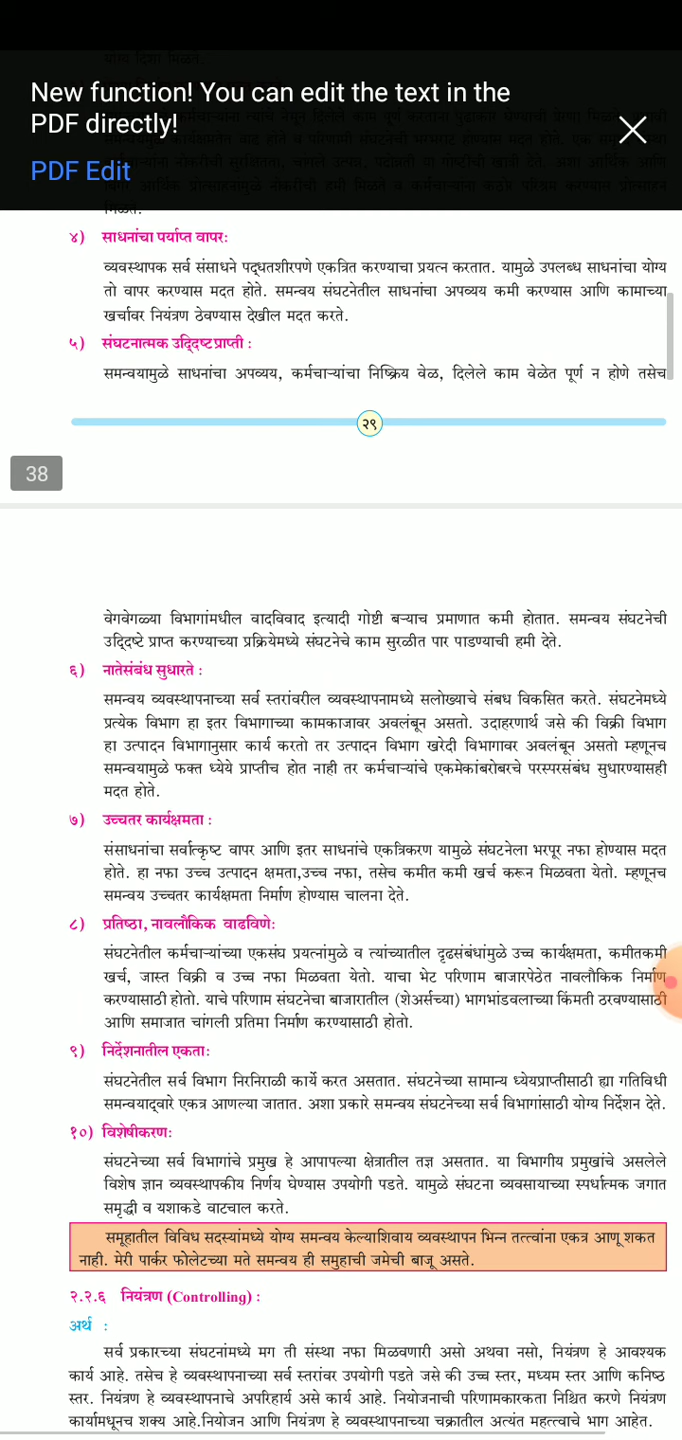 New function! You can edit the text in the
PDF directly!
PDF Edit
मिळते.
४) साधनांचा पर्याप्त वापर:
व्यवस्थापक सर्व संसाधने पद्धतशीरपणे एकत्रित करण्याचा प्रयत्न करतात. यामुळे उपलब्ध साधनांचा योग्य
तो वापर करण्यास मदत होते. समन्वय संघटनेतील साधनांचा अपव्यय कमी करण्यास आणि कामाच्या
खर्चावर नियंत्रण ठेवण्यास देखील मदत करते.
५) संघटनात्मक उद्दिष्टप्राप्ती :
समन्वयामुळे साधनांचा अपव्यय, कर्मचाऱ्यांचा निष्क्रिय वेळ, दिलेले काम वेळेत पूर्ण न होणे तसेच
२९
38
वेगवेगळ्या विभागांमधील वादविवाद इत्यादी गोष्टी बऱ्याच प्रमाणात कमी होतात. समन्वय संघटनेची
उद्दिष्टे प्राप्त करण्याच्या प्रक्रियेमध्ये संघटनेचे काम सुरळीत पार पाडण्याची हमी देते.
६) नातेसंबंध सुधारते :
समन्वय व्यवस्थापनाच्या सर्व स्तरांवरील व्यवस्थापनामध्ये सलोख्याचे संबध विकसित करते. संघटनेमध्ये
प्रत्येक विभाग हा इतर विभागाच्या कामकाजावर अवलंबून असतो. उदाहरणार्थ जसे की विक्री विभाग
हा उत्पादन विभागानुसार कार्य करतो तर उत्पादन विभाग खरेदी विभागावर अवलंबून असतो म्हणूनच
समन्वयामुळे फक्त ध्येये प्राप्तीच होत नाही तर कर्मचाऱ्यांचे एकमेकांबरोबरचे परस्परसंबंध सुधारण्यासही
मदत होते.
७) उच्चतर कार्यक्षमता :
संसाधनांचा सर्वात्कृष्ट वापर आणि इतर साधनांचे एकत्रिकरण यामुळे संघटनेला भरपूर नफा होण्यास मदत
होते. हा नफा उच्च उत्पादन क्षमता,उच्च नफा, तसेच कमीत कमी खर्च करून मिळवता येतो. म्हणूनच
समन्वय उच्चतर कार्यक्षमता निर्माण होण्यास चालना देते.
८) प्रतिष्ठा, नावलौकिक वाढविणे:
संघटनेतील कर्मचाऱ्यांच्या एकसंघ प्रयत्नांमुळे व त्यांच्यातील दृढसंबंधांमुळे उच्च कार्यक्षमता, कमीतकमी
खर्च, जास्त विक्री व उच्च नफा मिळवता येतो. याचा भेट परिणाम बाजारपेठेत नावलौकिक निर्माण
करण्यासाठी होतो. याचे परिणाम संघटनेचा बाजारातील (शेअर्सच्या) भागभांडवलाच्या किंमती ठरवण्यासाठी
आणि समाजात चांगली प्रतिमा निर्माण करण्यासाठी होतो.
९) निर्देशनातील एकता:
संघटनेतील सर्व विभाग निरनिराळी कार्ये करत असतात. संघटनेच्या सामान्य ध्येयप्राप्तीसाठी ह्या गतिविधी
समन्वयाद्वारे एकत्र आणल्या जातात. अशा प्रकारे समन्वय संघटनेच्या सर्व विभागांसाठी योग्य निर्देशन देते.
१०) विशेषीकरण:
संघटनेच्या सर्व विभागांचे प्रमुख हे आपापल्या क्षेत्रातील तज्ञ असतात. या विभागीय प्रमुखांचे असलेले
विशेष ज्ञान व्यवस्थापकीय निर्णय घेण्यास उपयोगी पडते. यामुळे संघटना व्यवसायाच्या स्पर्धात्मक जगात
समृद्धी व यशाकडे वाटचाल करते.
समूहातील विविध सदस्यांमध्ये योग्य समन्वय केल्याशिवाय व्यवस्थापन भिन्न तत्त्वांना एकत्र आणू शकत
नाही. मेरी पार्कर फोलेटच्या मते समन्वय ही समुहाची जमेची बाजू असते.
२.२.६ नियंत्रण (Controlling) :
अर्थ :
सर्व प्रकारच्या संघटनांमध्ये मग ती संस्था नफा मिळवणारी असो अथवा नसो, नियंत्रण हे आवश्यक
कार्य आहे. तसेच हे व्यवस्थापनाच्या सर्व स्तरांवर उपयोगी पडते जसे की उच्च स्तर, मध्यम स्तर आणि कनिष्ठ
स्तर. नियंत्रण हे व्यवस्थापनाचे अपरिहार्य असे कार्य आहे. नियोजनाची परिणामकारकता निश्चित करणे नियंत्रण
कार्यामधूनच शक्य आहे.नियोजन आणि नियंत्रण हे व्यवस्थापनाच्या चक्रातील अत्यंत महत्त्वाचे भाग आहेत.